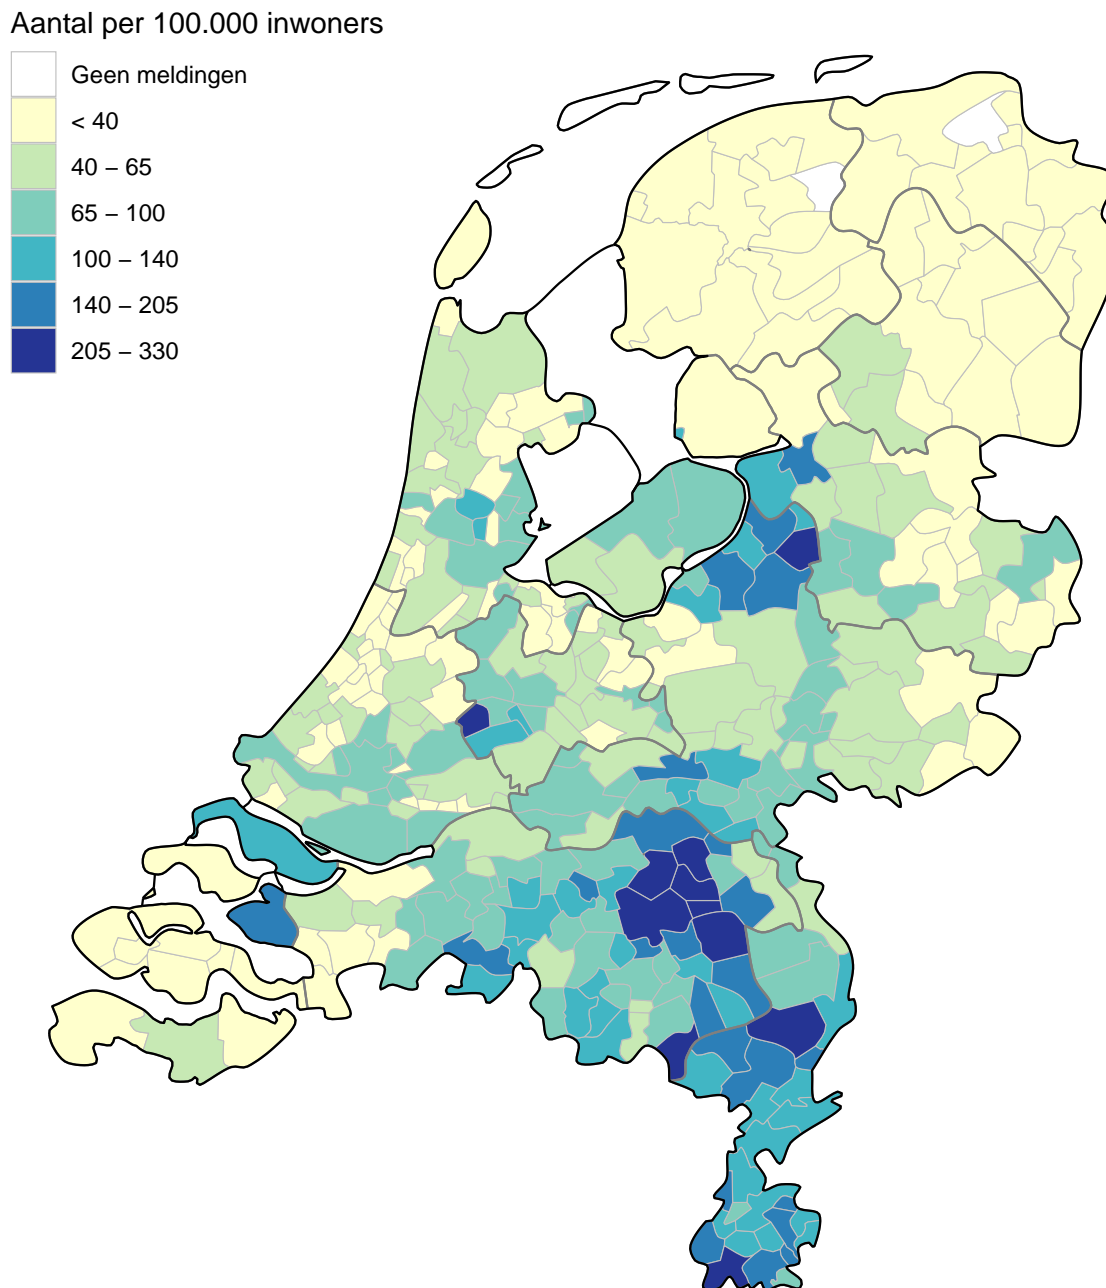 Aantal per 100.000 inwoners
Geen meldingen
< 40
40 – 65
65 – 100
100 – 140
140 – 205
205 – 330